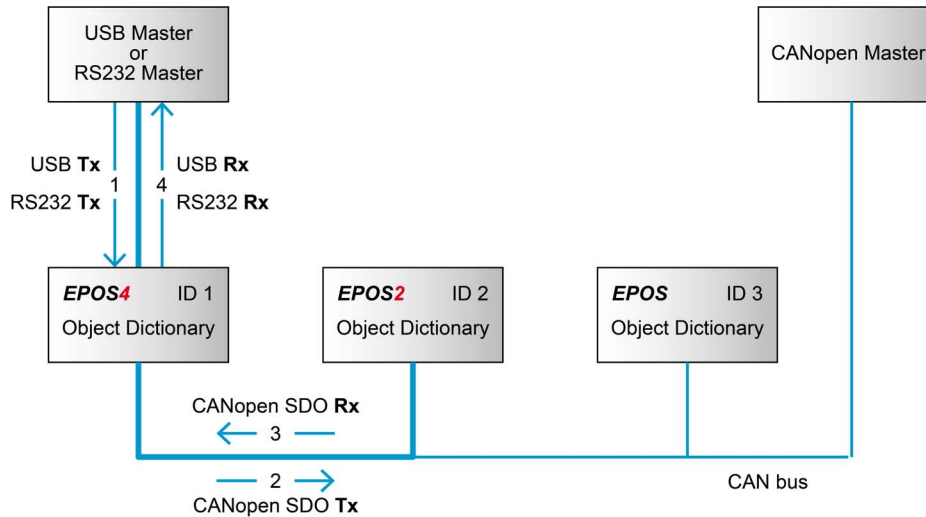 USB Master
or
RS232 Master
CANopen Master
USB Tx
USB Rx
1
4
RS232 Tx
RS232 Rx
EPOS4 ID 1
Object Dictionary
EPOS2 ID 2
Object Dictionary
EPOS ID 3
Object Dictionary
CANopen SDO Rx
3
2
CANopen SDO Tx
CAN bus